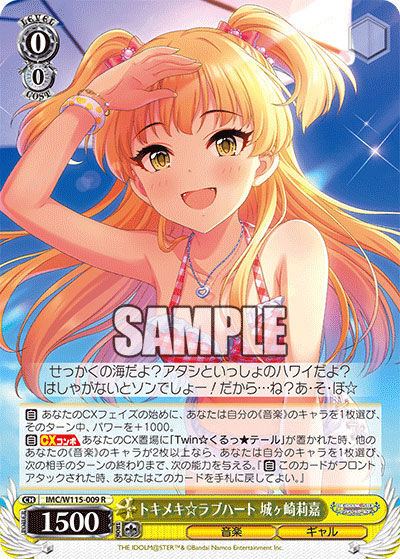 LEVEL
0
0
COST
SAMPLE
せっかくの海だよ?アタシといっしょのハワイだよ?
はしゃがないとソンでしょー!だから…ね?あ・そ・ぼ☆
自 あなたのCXフェイズの始めに、あなたは自分の《音楽》のキャラを1枚選び、
そのターン中、パワーを+1000。
自 CXコンボ あなたのCX置場に「Twin☆くるっ★テール」が置かれた時、他の
あなたの《音楽》のキャラが2枚以上なら、あなたは自分のキャラを1枚選び、
次の相手のターンの終わりまで、次の能力を与える。『自 このカードがフロント
アタックされた時、あなたはこのカードを手札に戻してよい。』
CH IMC/W115-009 R
トキメキ☆ラブハート 城ヶ崎莉嘉
1500
音楽
ギャル
THE IDOLM@STER™ & ©Bandai Namco Entertainment Inc.